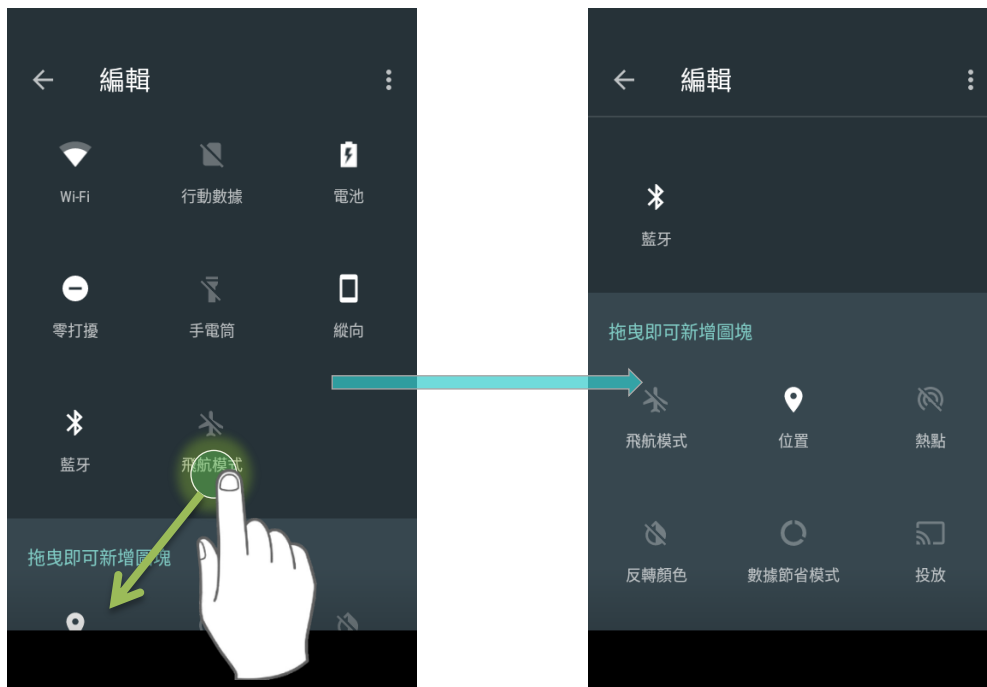 編輯
Wi-Fi
行動數據
電池
零打擾
手電筒
縱向
藍牙
飛航模式
拖曳即可新增圖塊
編輯
藍牙
拖曳即可新增圖塊
飛航模式
位置
熱點
反轉顏色
數據節省模式
投放